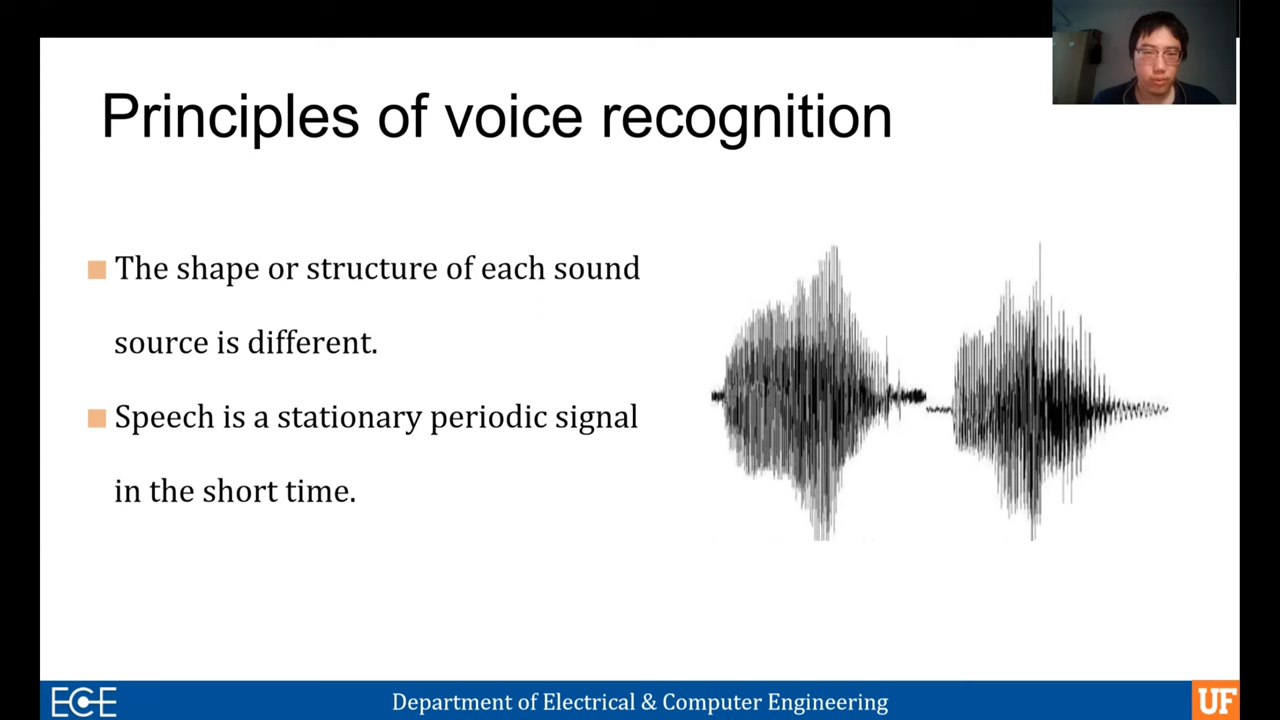 Principles of voice recognition
The shape or structure of each sound
source is different.
Speech is a stationary periodic signal
in the short time.
ECE
Department of Electrical & Computer Engineering
UF